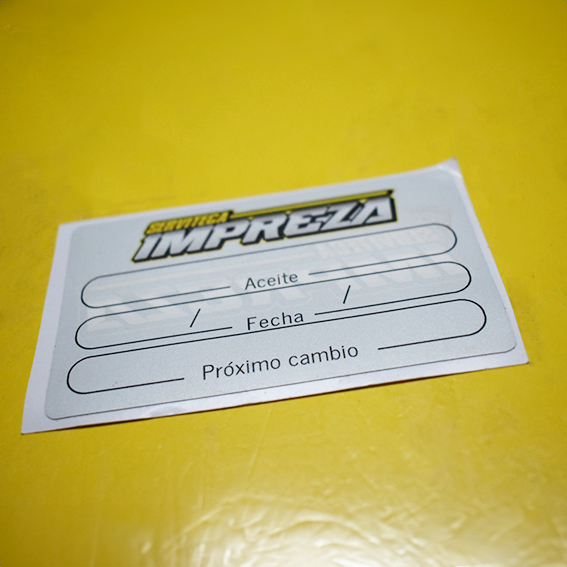 SERVITECA
IMPREZA
Aceite
/ /
Fecha
Próximo cambio